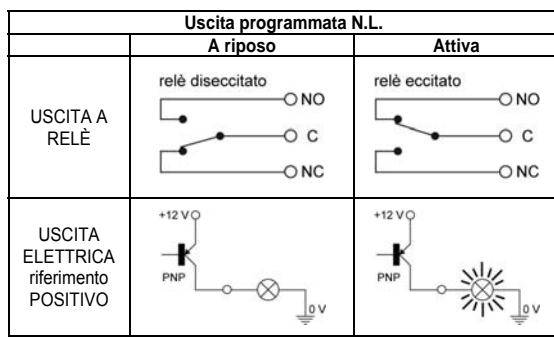 Uscita programmata N.L.
A riposo
Attiva
USCITA A
RELÈ
relè diseccitato
NO
C
NC
relè eccitato
NO
C
NC
USCITA
ELETTRICA
riferimento
POSITIVO
+12 V
PNP
0 V
+12 V
PNP
0 V